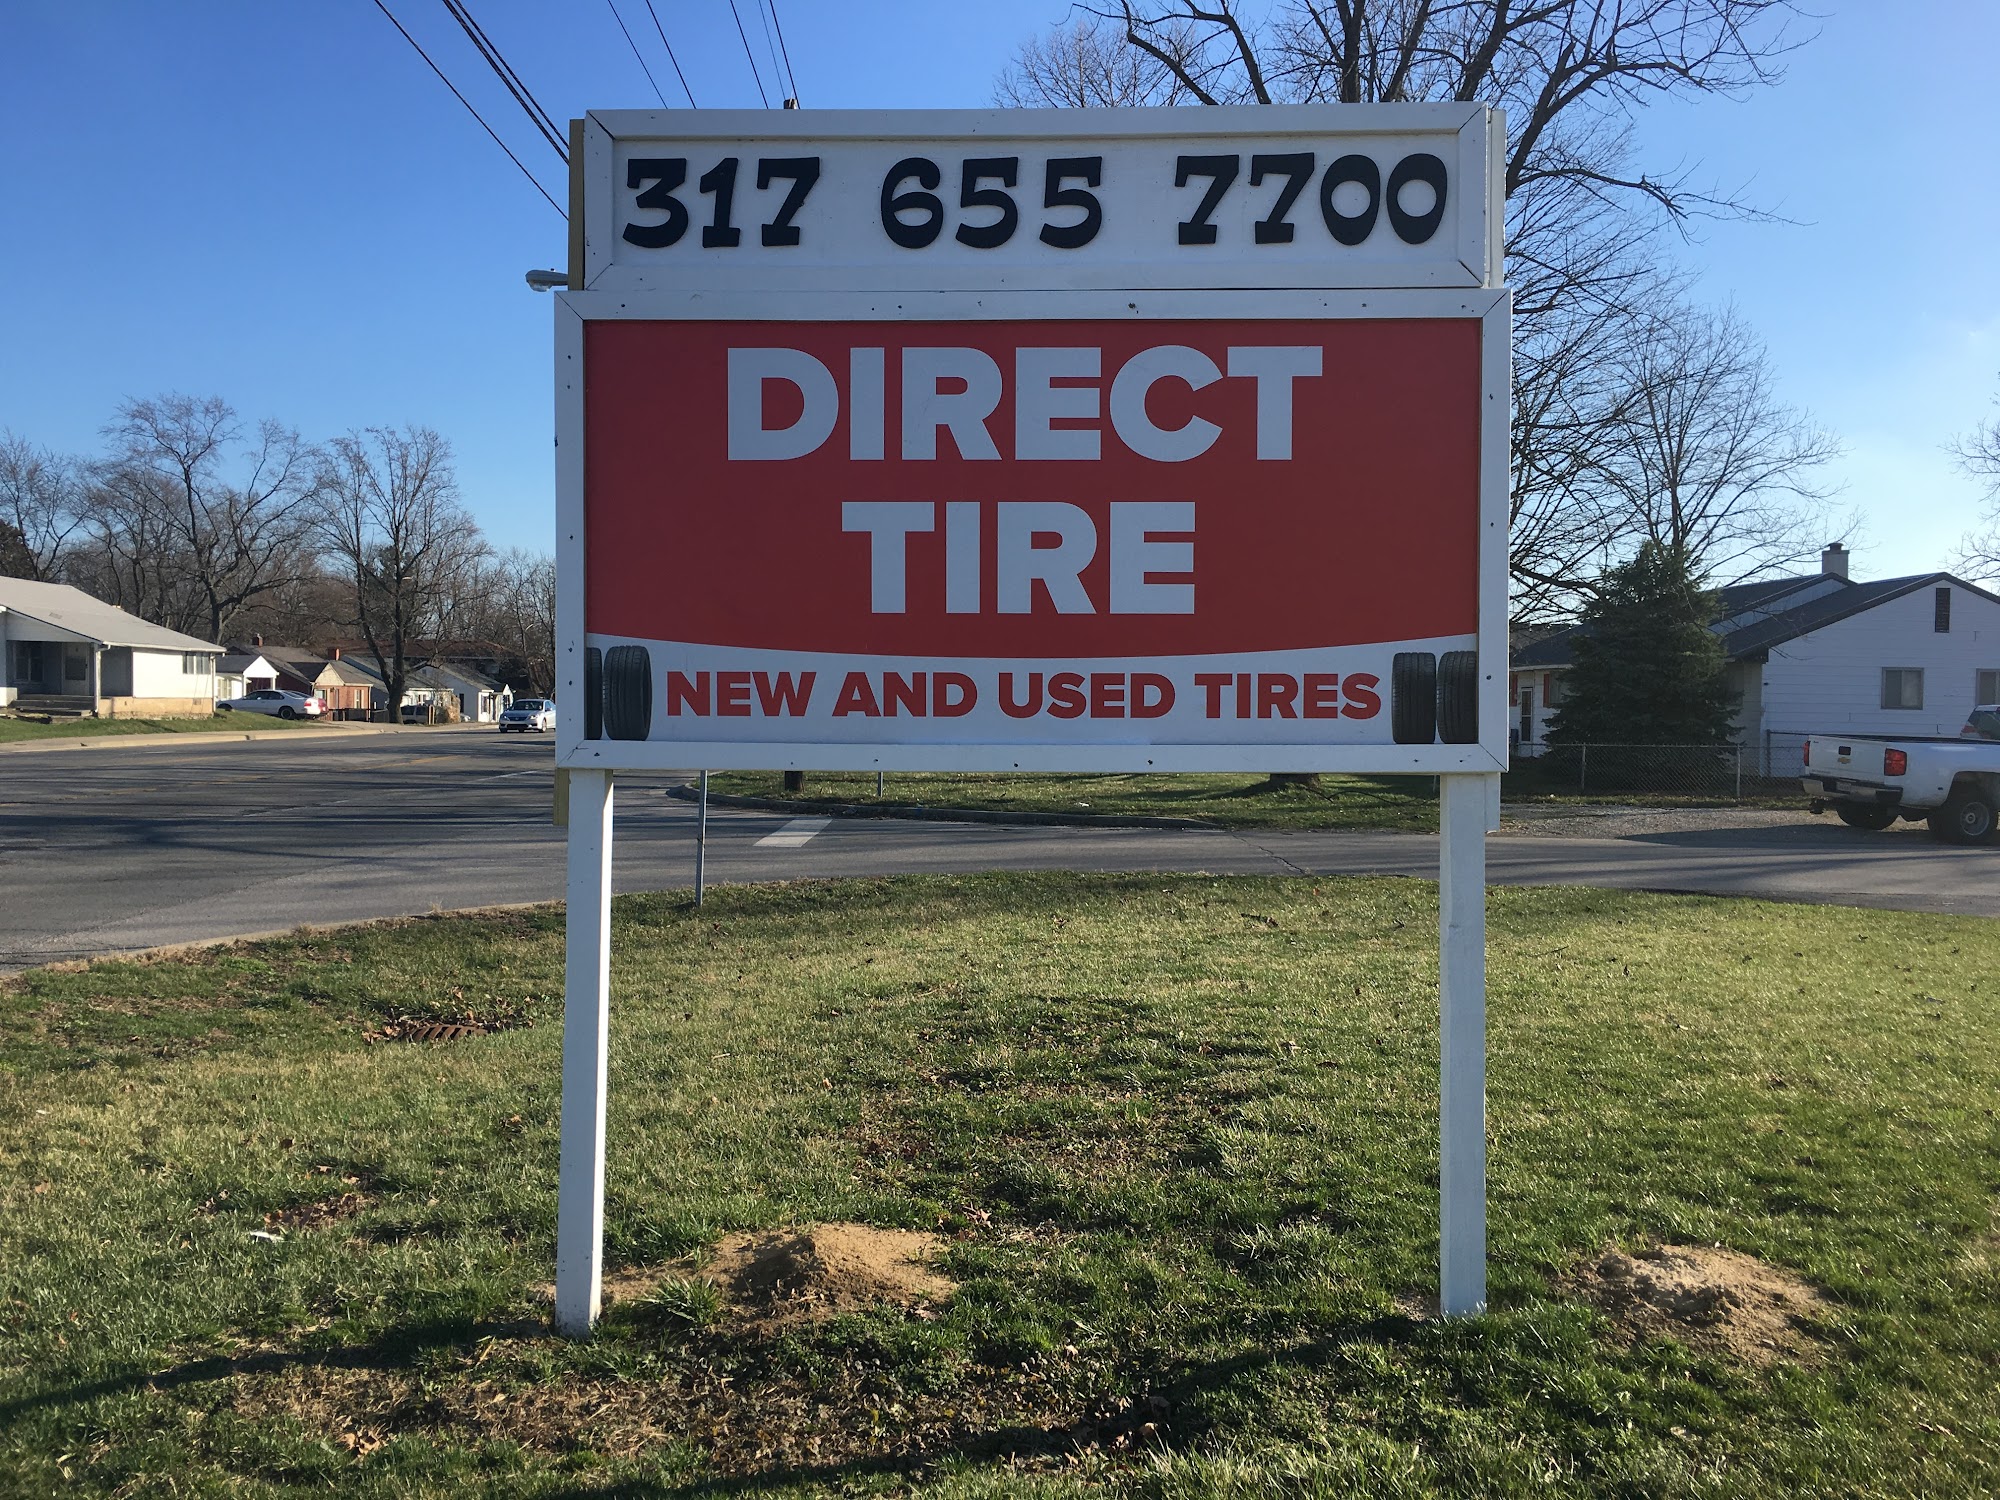 317 655 7700
DIRECT
TIRE
NEW AND USED TIRES